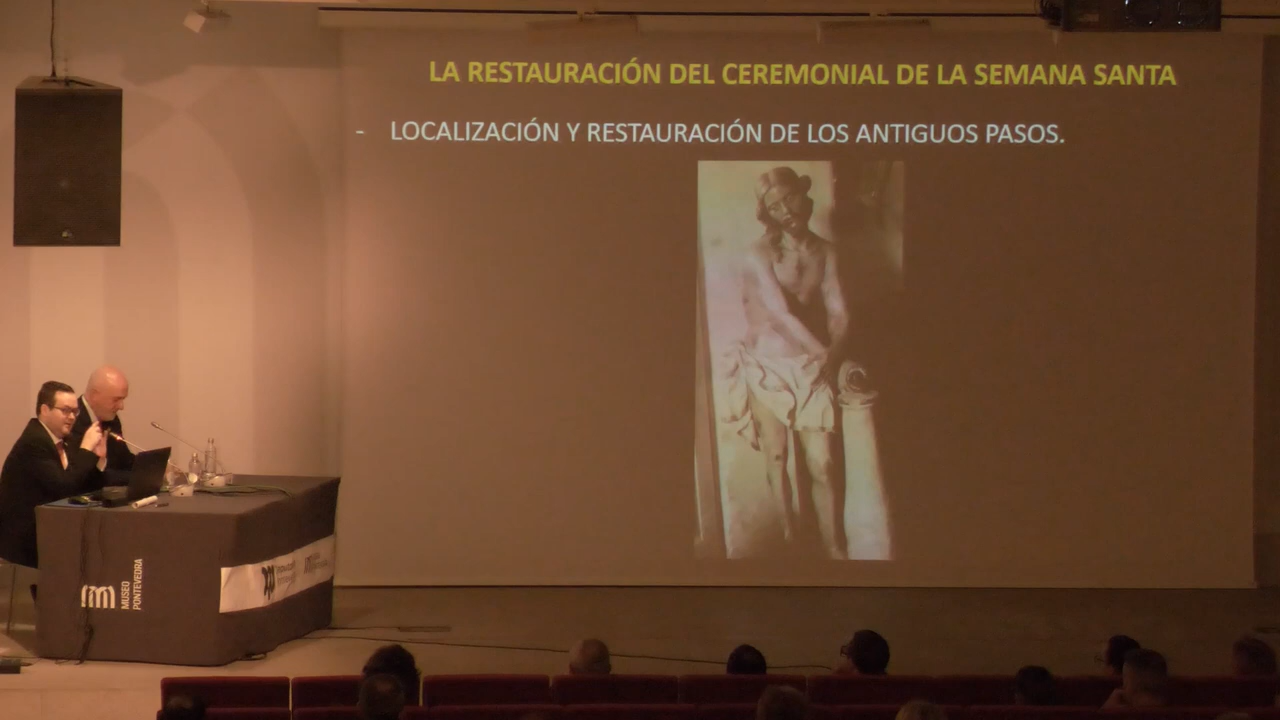 LA RESTAURACIÓN DEL CEREMONIAL DE LA SEMANA SANTA
- LOCALIZACIÓN Y RESTAURACIÓN DE LOS ANTIGUOS PASOS.
MUSEO
PONTEVEDRA